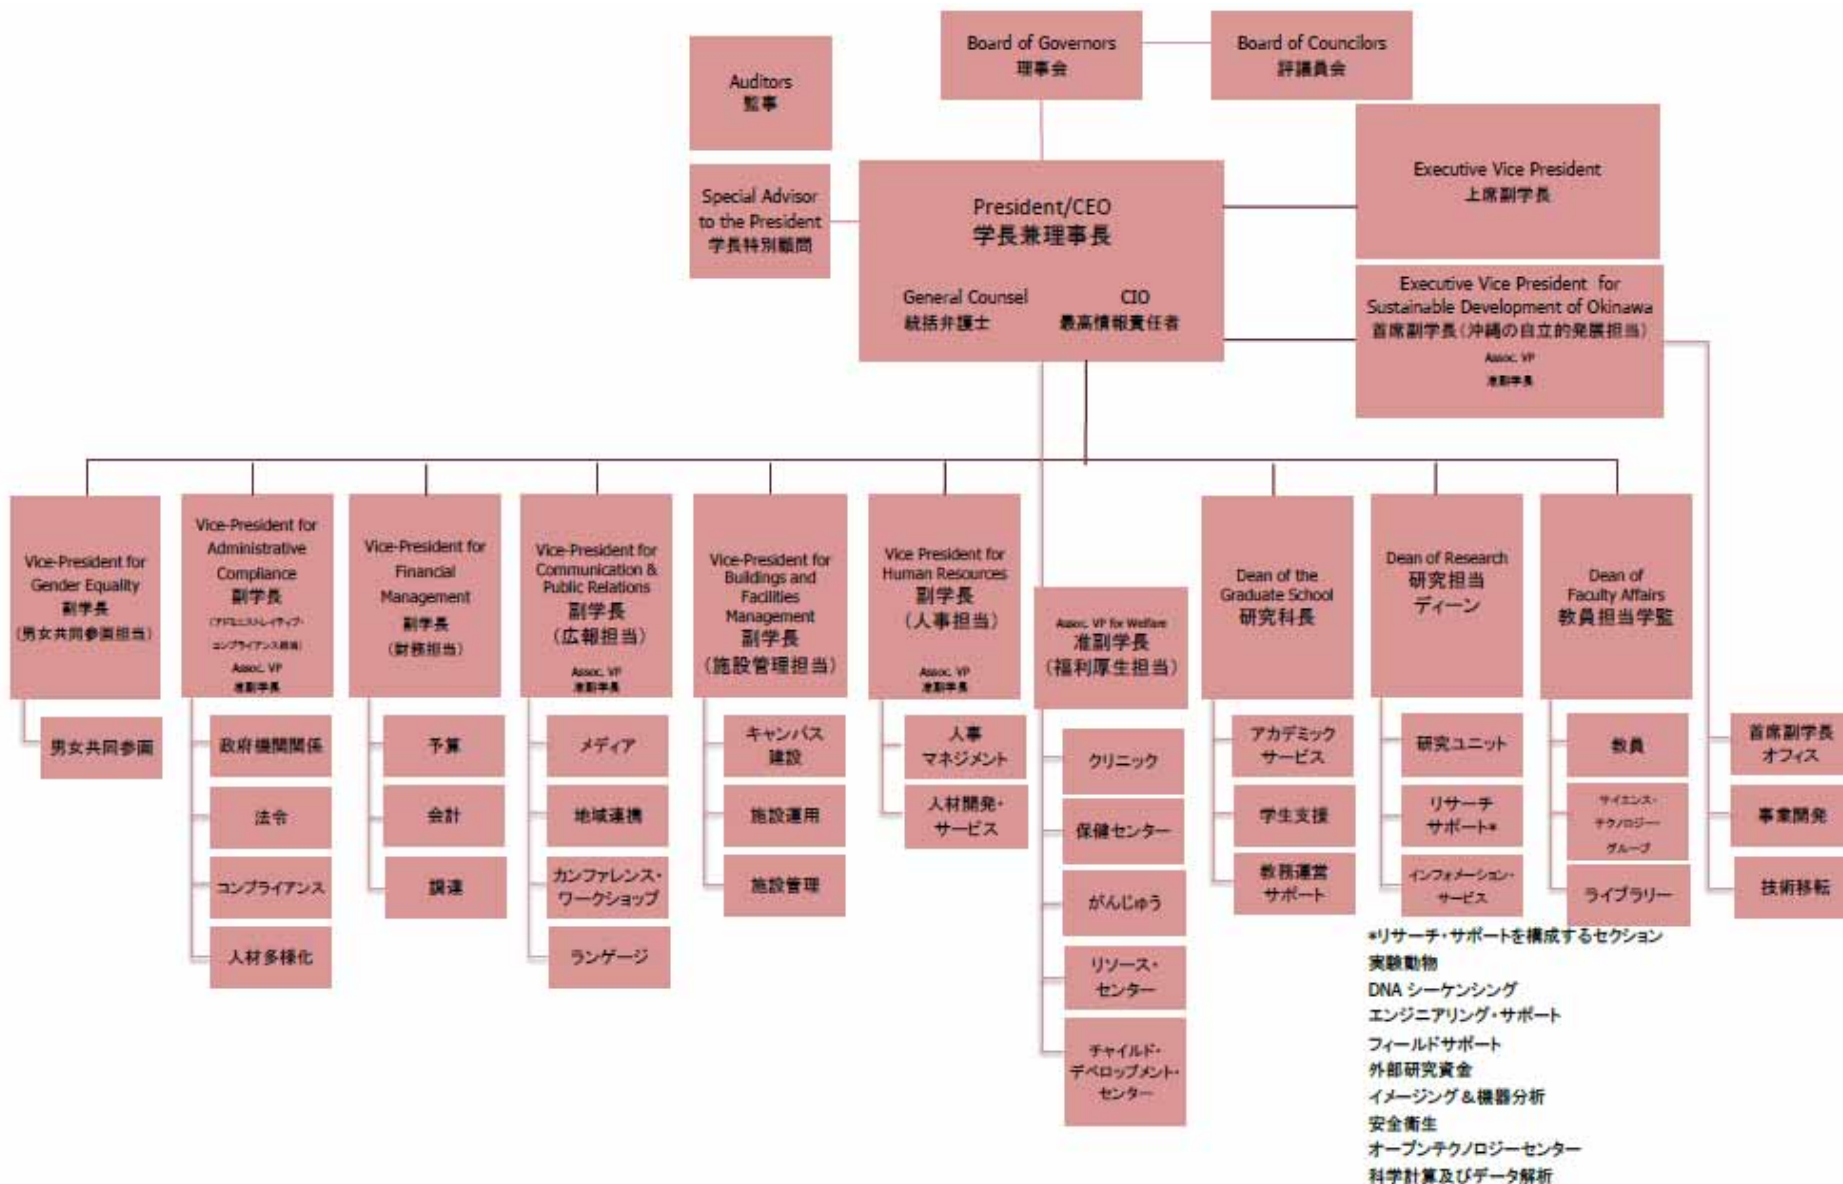 Board of Governors
理事会
Board of Councilors
評議員会
Auditors
監事
Executive Vice President
上席副学長
Special Advisor
to the President
学長特別顧問
President/CEO
学長兼理事長
General Counsel
統括弁護士
CIO
最高情報責任者
Executive Vice President for
Sustainable Development of Okinawa
首席副学長(沖縄の自立的発展担当)
Assoc. VP
准副学長
Vice-President for
Gender Equality
副学長
(男女共同参画担当)
男女共同参画
Vice-President for
Administrative
Compliance
副学長
(アドミニストレイティブ・
コンプライアンス担当)
Assoc. VP
准副学長
政府機関関係
法令
コンプライアンス
人材多様化
Vice-President for
Financial
Management
副学長
(財務担当)
予算
会計
調達
Vice-President for
Communication &
Public Relations
副学長
(広報担当)
Assoc. VP
准副学長
メディア
地域連携
カンファレンス・
ワークショップ
ランゲージ
Vice-President for
Buildings and
Facilities
Management
副学長
(施設管理担当)
キャンパス
建設
施設運用
施設管理
Vice President for
Human Resources
副学長
(人事担当)
Assoc. VP
准副学長
人事
マネジメント
人材開発・
サービス
Assoc. VP for Welfare
准副学長
(福利厚生担当)
クリニック
保健センター
がんじゅう
リソース・
センター
チャイルド・
デベロップメント・
センター
Dean of the
Graduate School
研究科長
アカデミック
サービス
学生支援
教務運営
サポート
Dean of Research
研究担当
ディーン
研究ユニット
リサーチ
サポート*
インフォメーション・
サービス
Dean of
Faculty Affairs
教員担当学監
教員
サイエンス・
テクノロジー・
グループ
ライブラリー
首席副学長
オフィス
事業開発
技術移転
*リサーチ・サポートを構成するセクション
実験動物
DNA シーケンシング
エンジニアリング・サポート
フィールドサポート
外部研究資金
イメージング&機器分析
安全衛生
オープンテクノロジーセンター
科学計算及びデータ解析